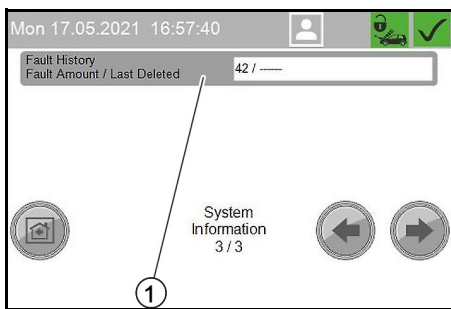 Mon 17.05.2021 16:57:40
Fault History
Fault Amount / Last Deleted
42 / -------
System
Information
3 / 3
1